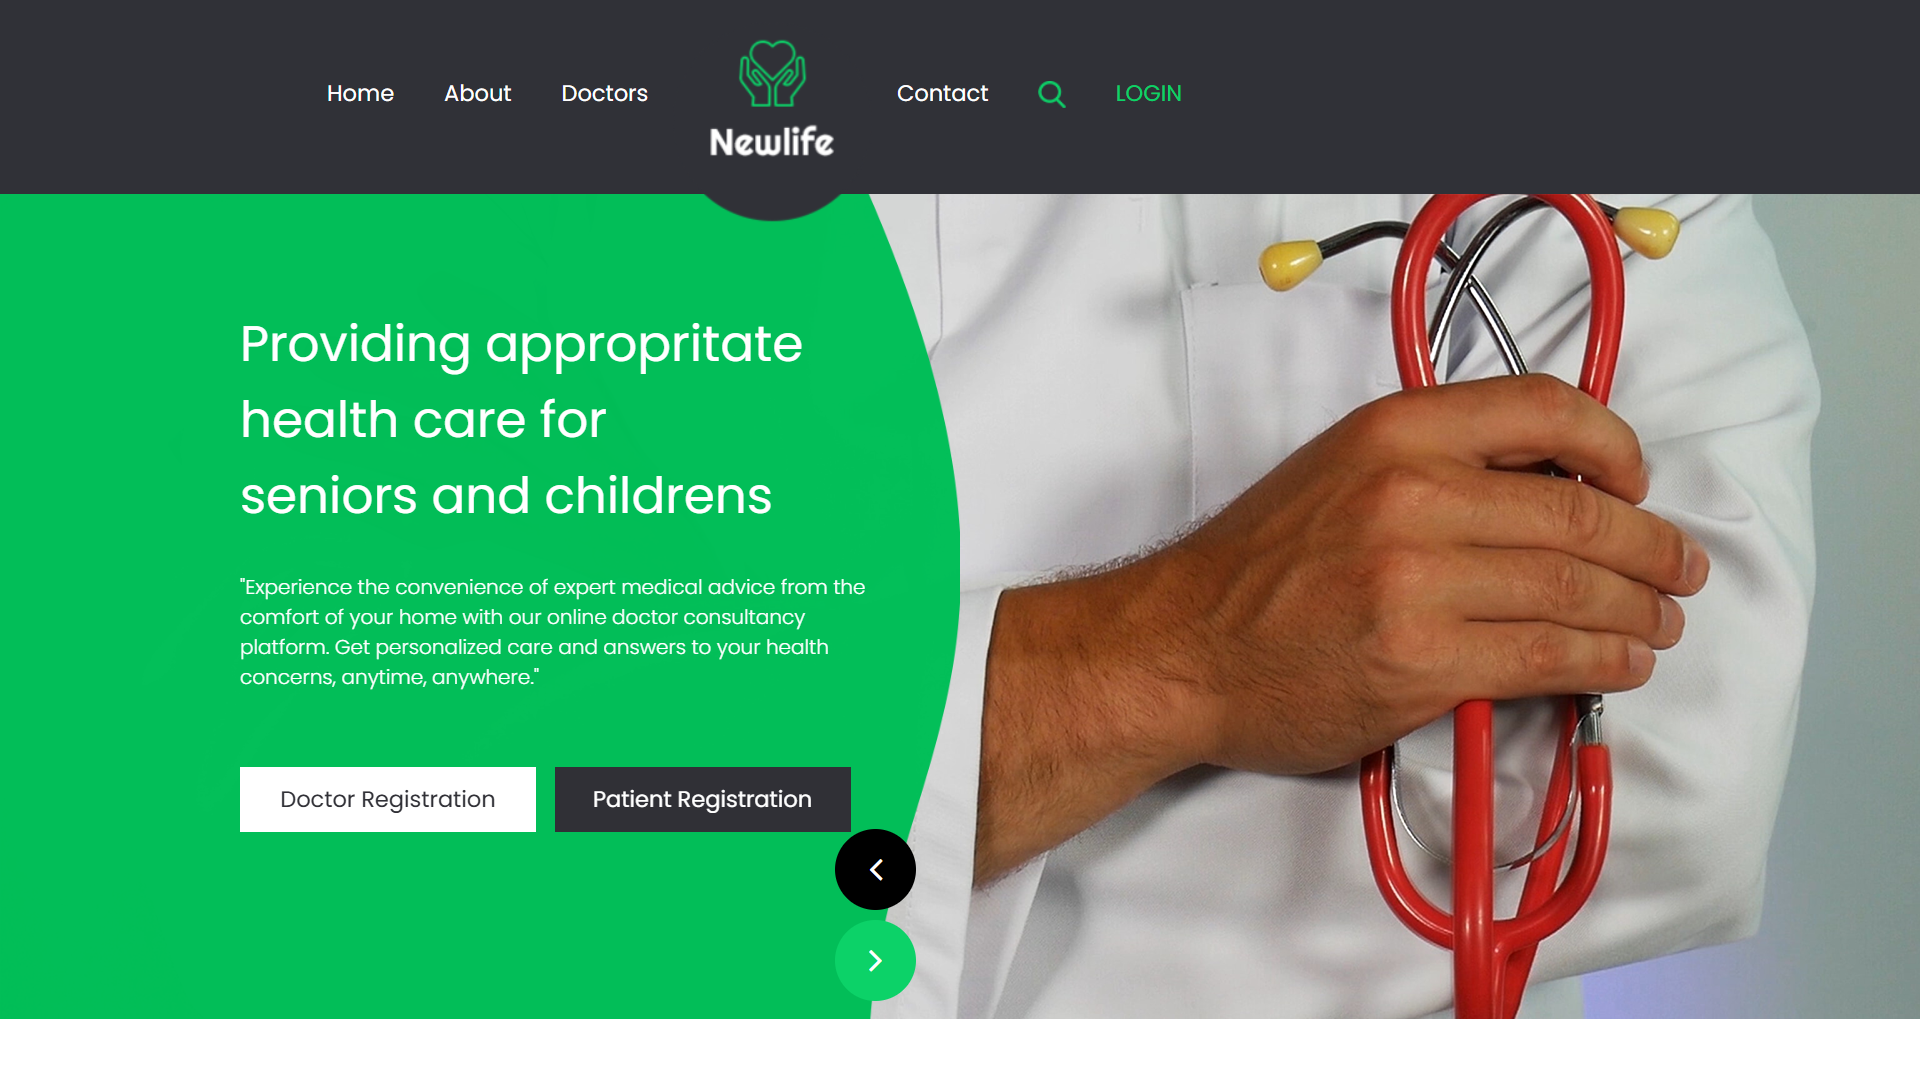 Home About Doctors Newlife Contact LOGIN
Providing appropritate
health care for
seniors and childrens
"Experience the convenience of expert medical advice from the
comfort of your home with our online doctor consultancy
platform. Get personalized care and answers to your health
concerns, anytime, anywhere."
Doctor Registration Patient Registration